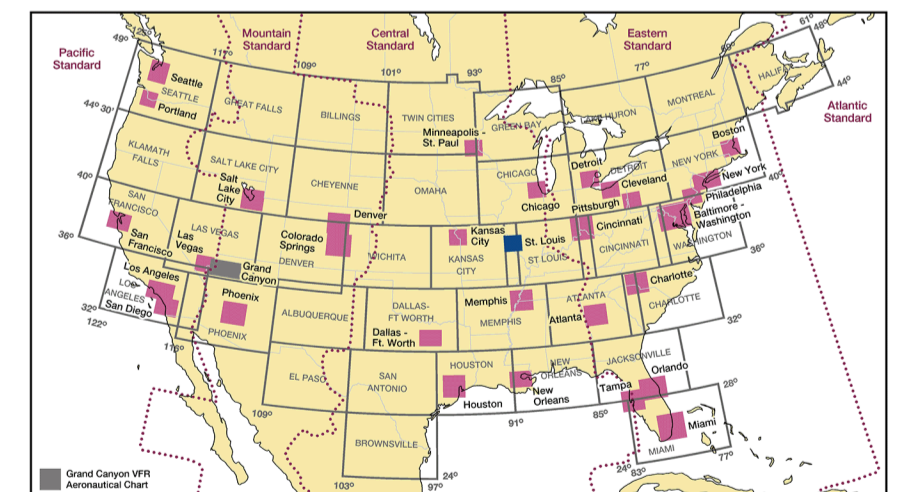 Pacific
Standard
Mountain
Standard
Central
Standard
Eastern
Standard
Atlantic
Standard
49°
125°
117°
109°
101°
93°
85°
77°
69°
61°
48°
44°
44° 30'
40°
36°
32°
122°
116°
109°
103°
97°
24°
91°
85°
24°
83°
77°
28°
32°
36°
40°
Seattle
SEATTLE
Portland
GREAT FALLS
BILLINGS
TWIN CITIES
Minneapolis -
St. Paul
GREEN BAY
LAKE HURON
MONTREAL
HALIFAX
Boston
KLAMATH
FALLS
SALT LAKE CITY
Salt
Lake
City
CHEYENNE
OMAHA
CHICAGO
Chicago
Detroit
DETROIT
Cleveland
Pittsburgh
NEW YORK
New York
Philadelphia
Baltimore -
Washington
WASHINGTON
SAN
FRANCISCO
San
Francisco
LAS VEGAS
Las
Vegas
Grand
Canyon
Denver
Colorado
Springs
DENVER
WICHITA
Kansas
City
KANSAS
CITY
St. Louis
ST LOUIS
Cincinnati
CINCINNATI
Los Angeles
LOS
ANGELES
San Diego
Phoenix
PHOENIX
ALBUQUERQUE
DALLAS-
FT WORTH
Dallas -
Ft. Worth
Memphis
MEMPHIS
ATLANTA
Atlanta
Charlotte
CHARLOTTE
EL PASO
SAN
ANTONIO
HOUSTON
Houston
NEW
ORLEANS
New
Orleans
JACKSONVILLE
Orlando
Tampa
Miami
MIAMI
BROWNSVILLE
Grand Canyon VFR
Aeronautical Chart